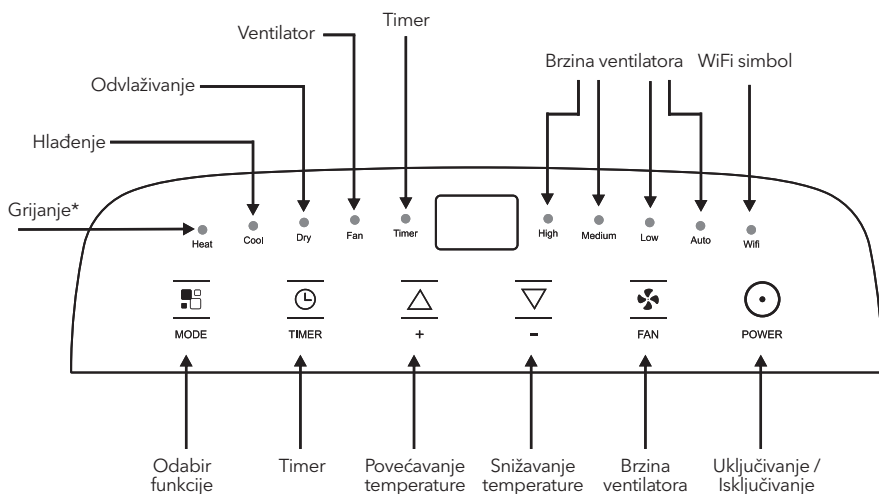 Timer
Ventilator
Brzina ventilatora
WiFi simbol
Odvlaživanje
Hlađenje
Grijanje*
Heat
Cool
Dry
Fan
Timer
High
Medium
Low
Auto
Wifi
MODE
TIMER
+
-
FAN
POWER
Odabir
funkcije
Timer
Povećavanje
temperature
Snižavanje
temperature
Brzina
ventilatora
Uključivanje /
Isključivanje